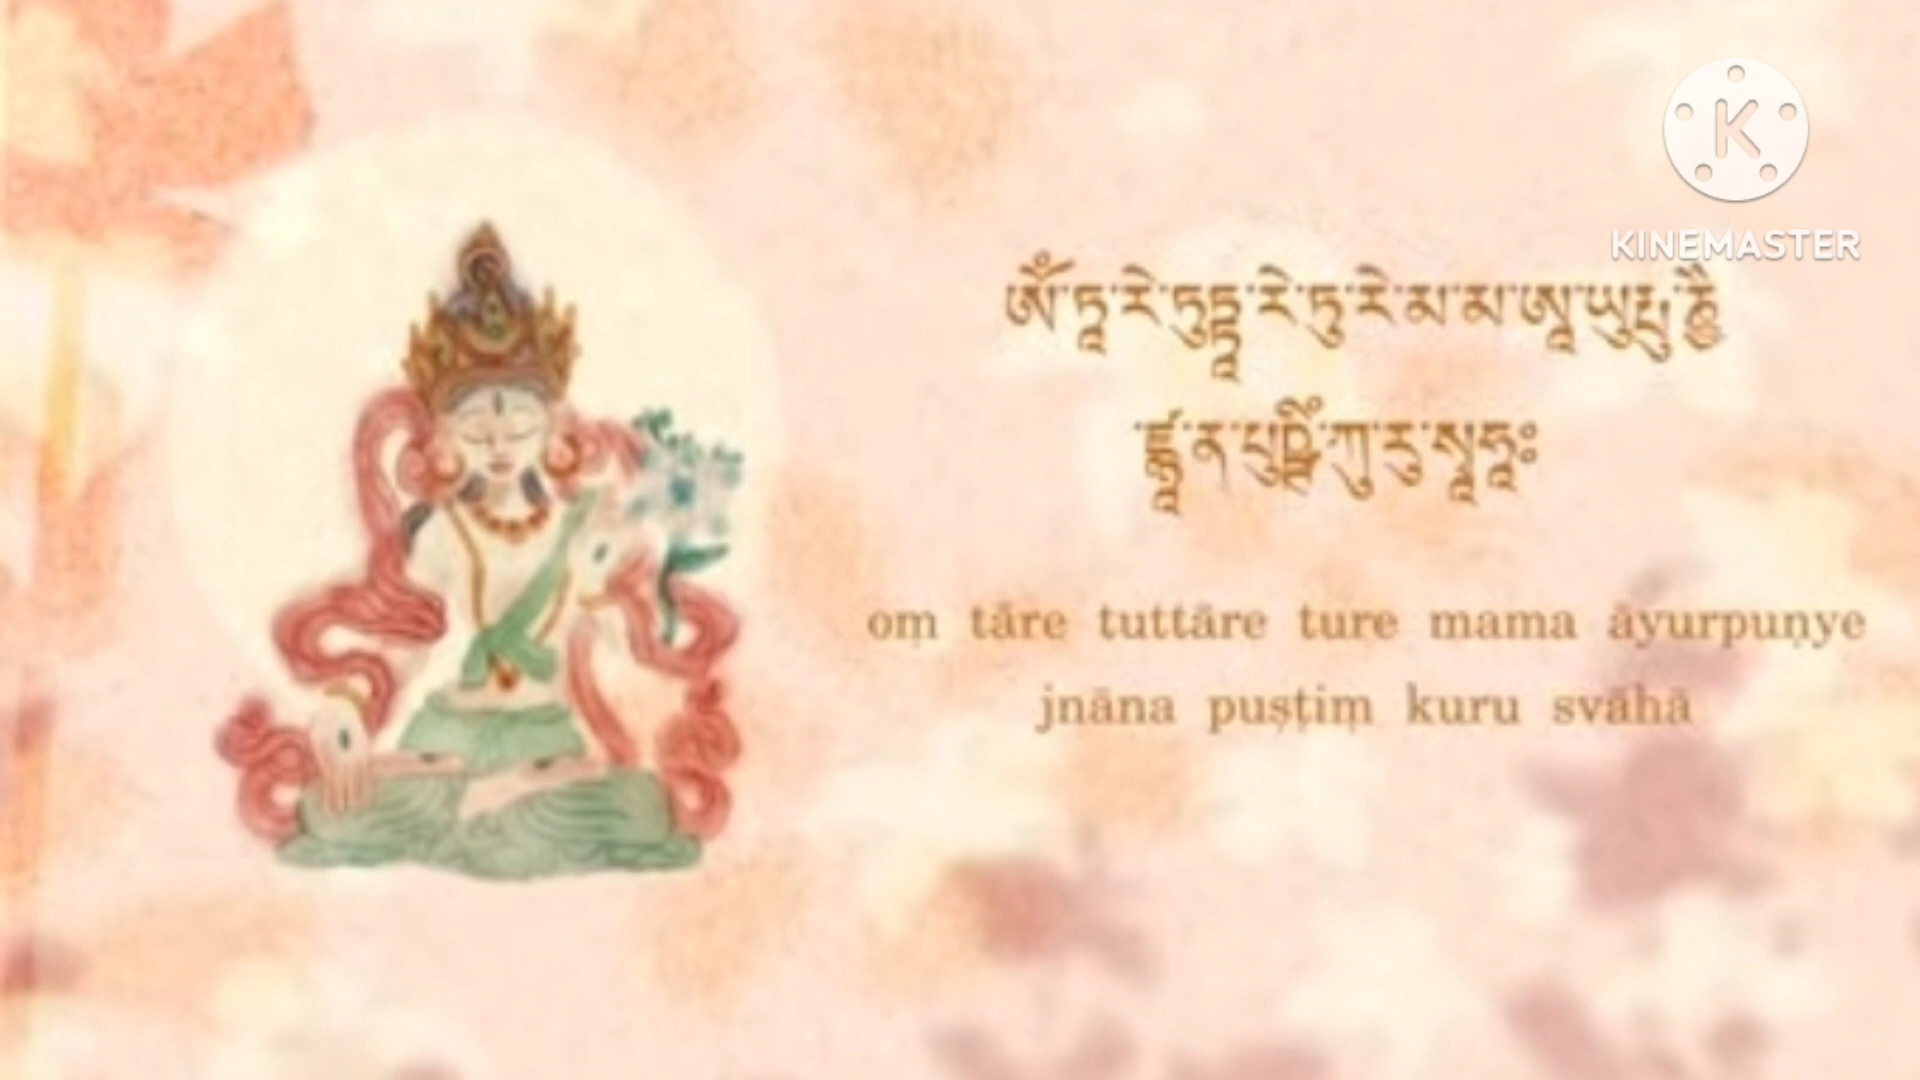 KINEMASTER
ཨོཾ་ཏཱ་རེ་ཏུཏྟཱ་རེ་ཏུ་རེ་མ་མ་ཨཱ་ཡུརྤུ་ཎྱེ
ཛྙཱ་ན་པུཥྚིཾ་ཀུ་རུ་སྭཱ་ཧཱཿ
oṃ tāre tuttāre ture mama āyurpuṇye
jnāna puṣṭiṃ kuru svāhā